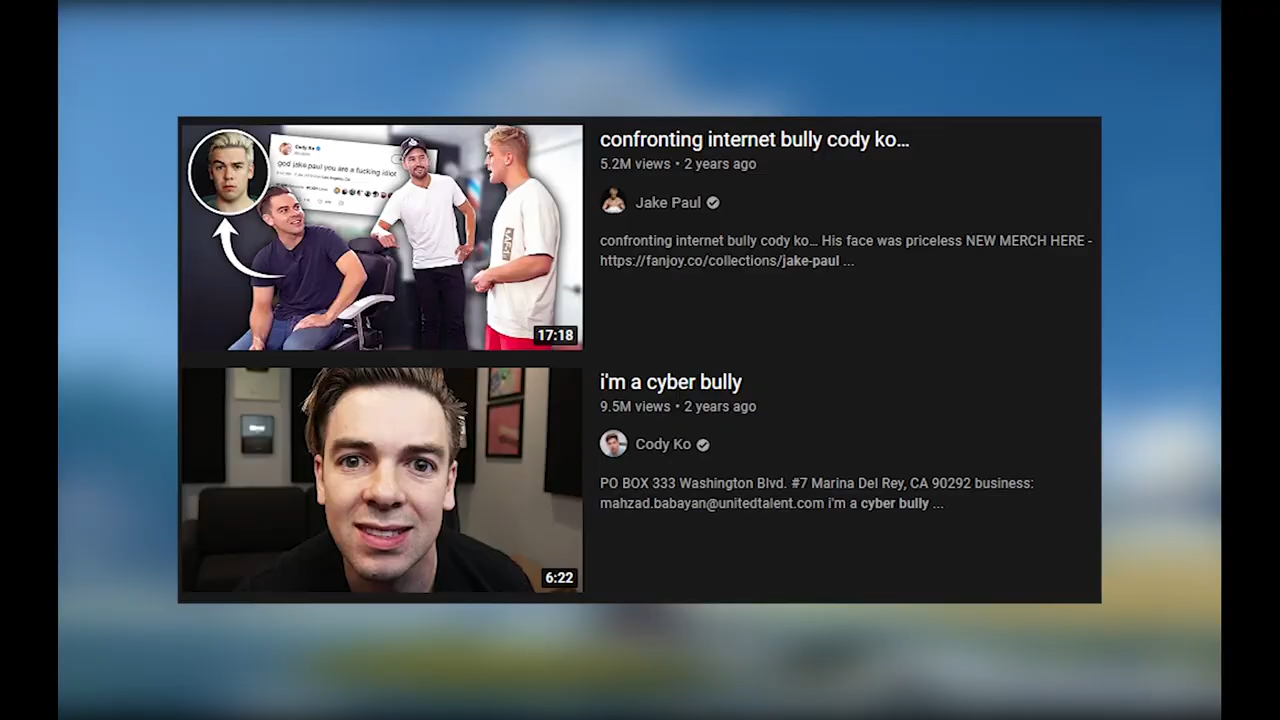 confronting internet bully cody ko...
5.2M views • 2 years ago
Cody Ko
god jake paul you are a fucking idiot
Jake Paul
confronting internet bully cody ko... His face was priceless NEW MERCH HERE -
https://fanjoy.co/collections/jake-paul ...
17:18
i'm a cyber bully
9.5M views • 2 years ago
Cody Ko
PO BOX 333 Washington Blvd. #7 Marina Del Rey, CA 90292 business:
mahzad.babayan@unitedtalent.com i'm a cyber bully ...
6:22